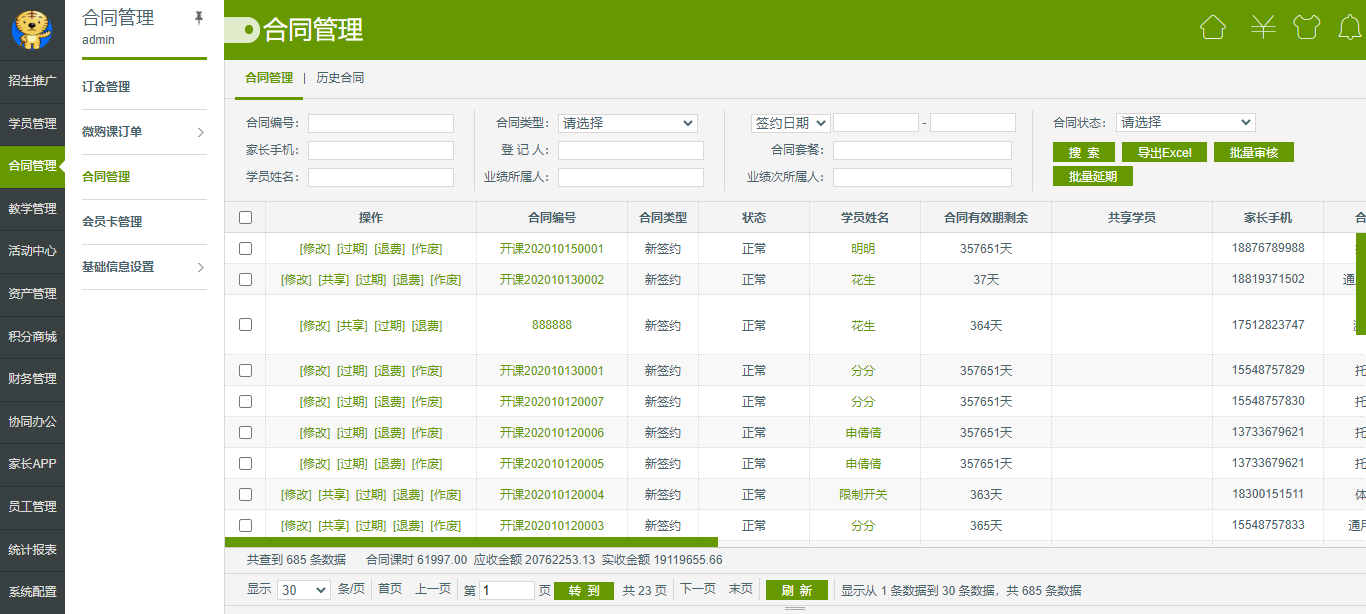 招生推广
学员管理
合同管理
教学管理
活动中心
资产管理
积分商城
财务管理
协同办公
家长APP
员工管理
统计报表
系统配置
合同管理
admin
订金管理
微购课订单
合同管理
会员卡管理
基础信息设置
合同管理
合同管理 | 历史合同
合同编号: 合同类型: 请选择 签约日期 - 合同状态: 请选择
家长手机: 登 记 人: 合同套餐: 搜 索 导出Excel 批量审核
学员姓名: 业绩所属人: 业绩次所属人: 批量延期
操作 合同编号 合同类型 状态 学员姓名 合同有效期剩余 共享学员 家长手机
[修改] [过期] [退费] [作废] 开课202010150001 新签约 正常 明明 357651天 18876789988
[修改] [共享] [过期] [退费] [作废] 开课202010130002 新签约 正常 花生 37天 18819371502 通
[修改] [共享] [过期] [退费] 888888 新签约 正常 花生 364天 17512823747
[修改] [过期] [退费] [作废] 开课202010130001 新签约 正常 分分 357651天 15548757829 托
[修改] [过期] [退费] [作废] 开课202010120007 新签约 正常 分分 357651天 15548757830 托
[修改] [过期] [退费] [作废] 开课202010120006 新签约 正常 申倩倩 357651天 13733679621 托
[修改] [过期] [退费] [作废] 开课202010120005 新签约 正常 申倩倩 357651天 13733679621 托
[修改] [共享] [过期] [退费] [作废] 开课202010120004 新签约 正常 限制开关 363天 18300151511 体
[修改] [共享] [过期] [退费] [作废] 开课202010120003 新签约 正常 分分 365天 15548757833 通用
共查到 685 条数据 合同课时 61997.00 应收金额 20762253.13 实收金额 19119655.66
显示 30 条/页 首页 上一页 第 1 页 转 到 共 23 页 下一页 末页 刷 新 显示从 1 条数据到 30 条数据，共 685 条数据